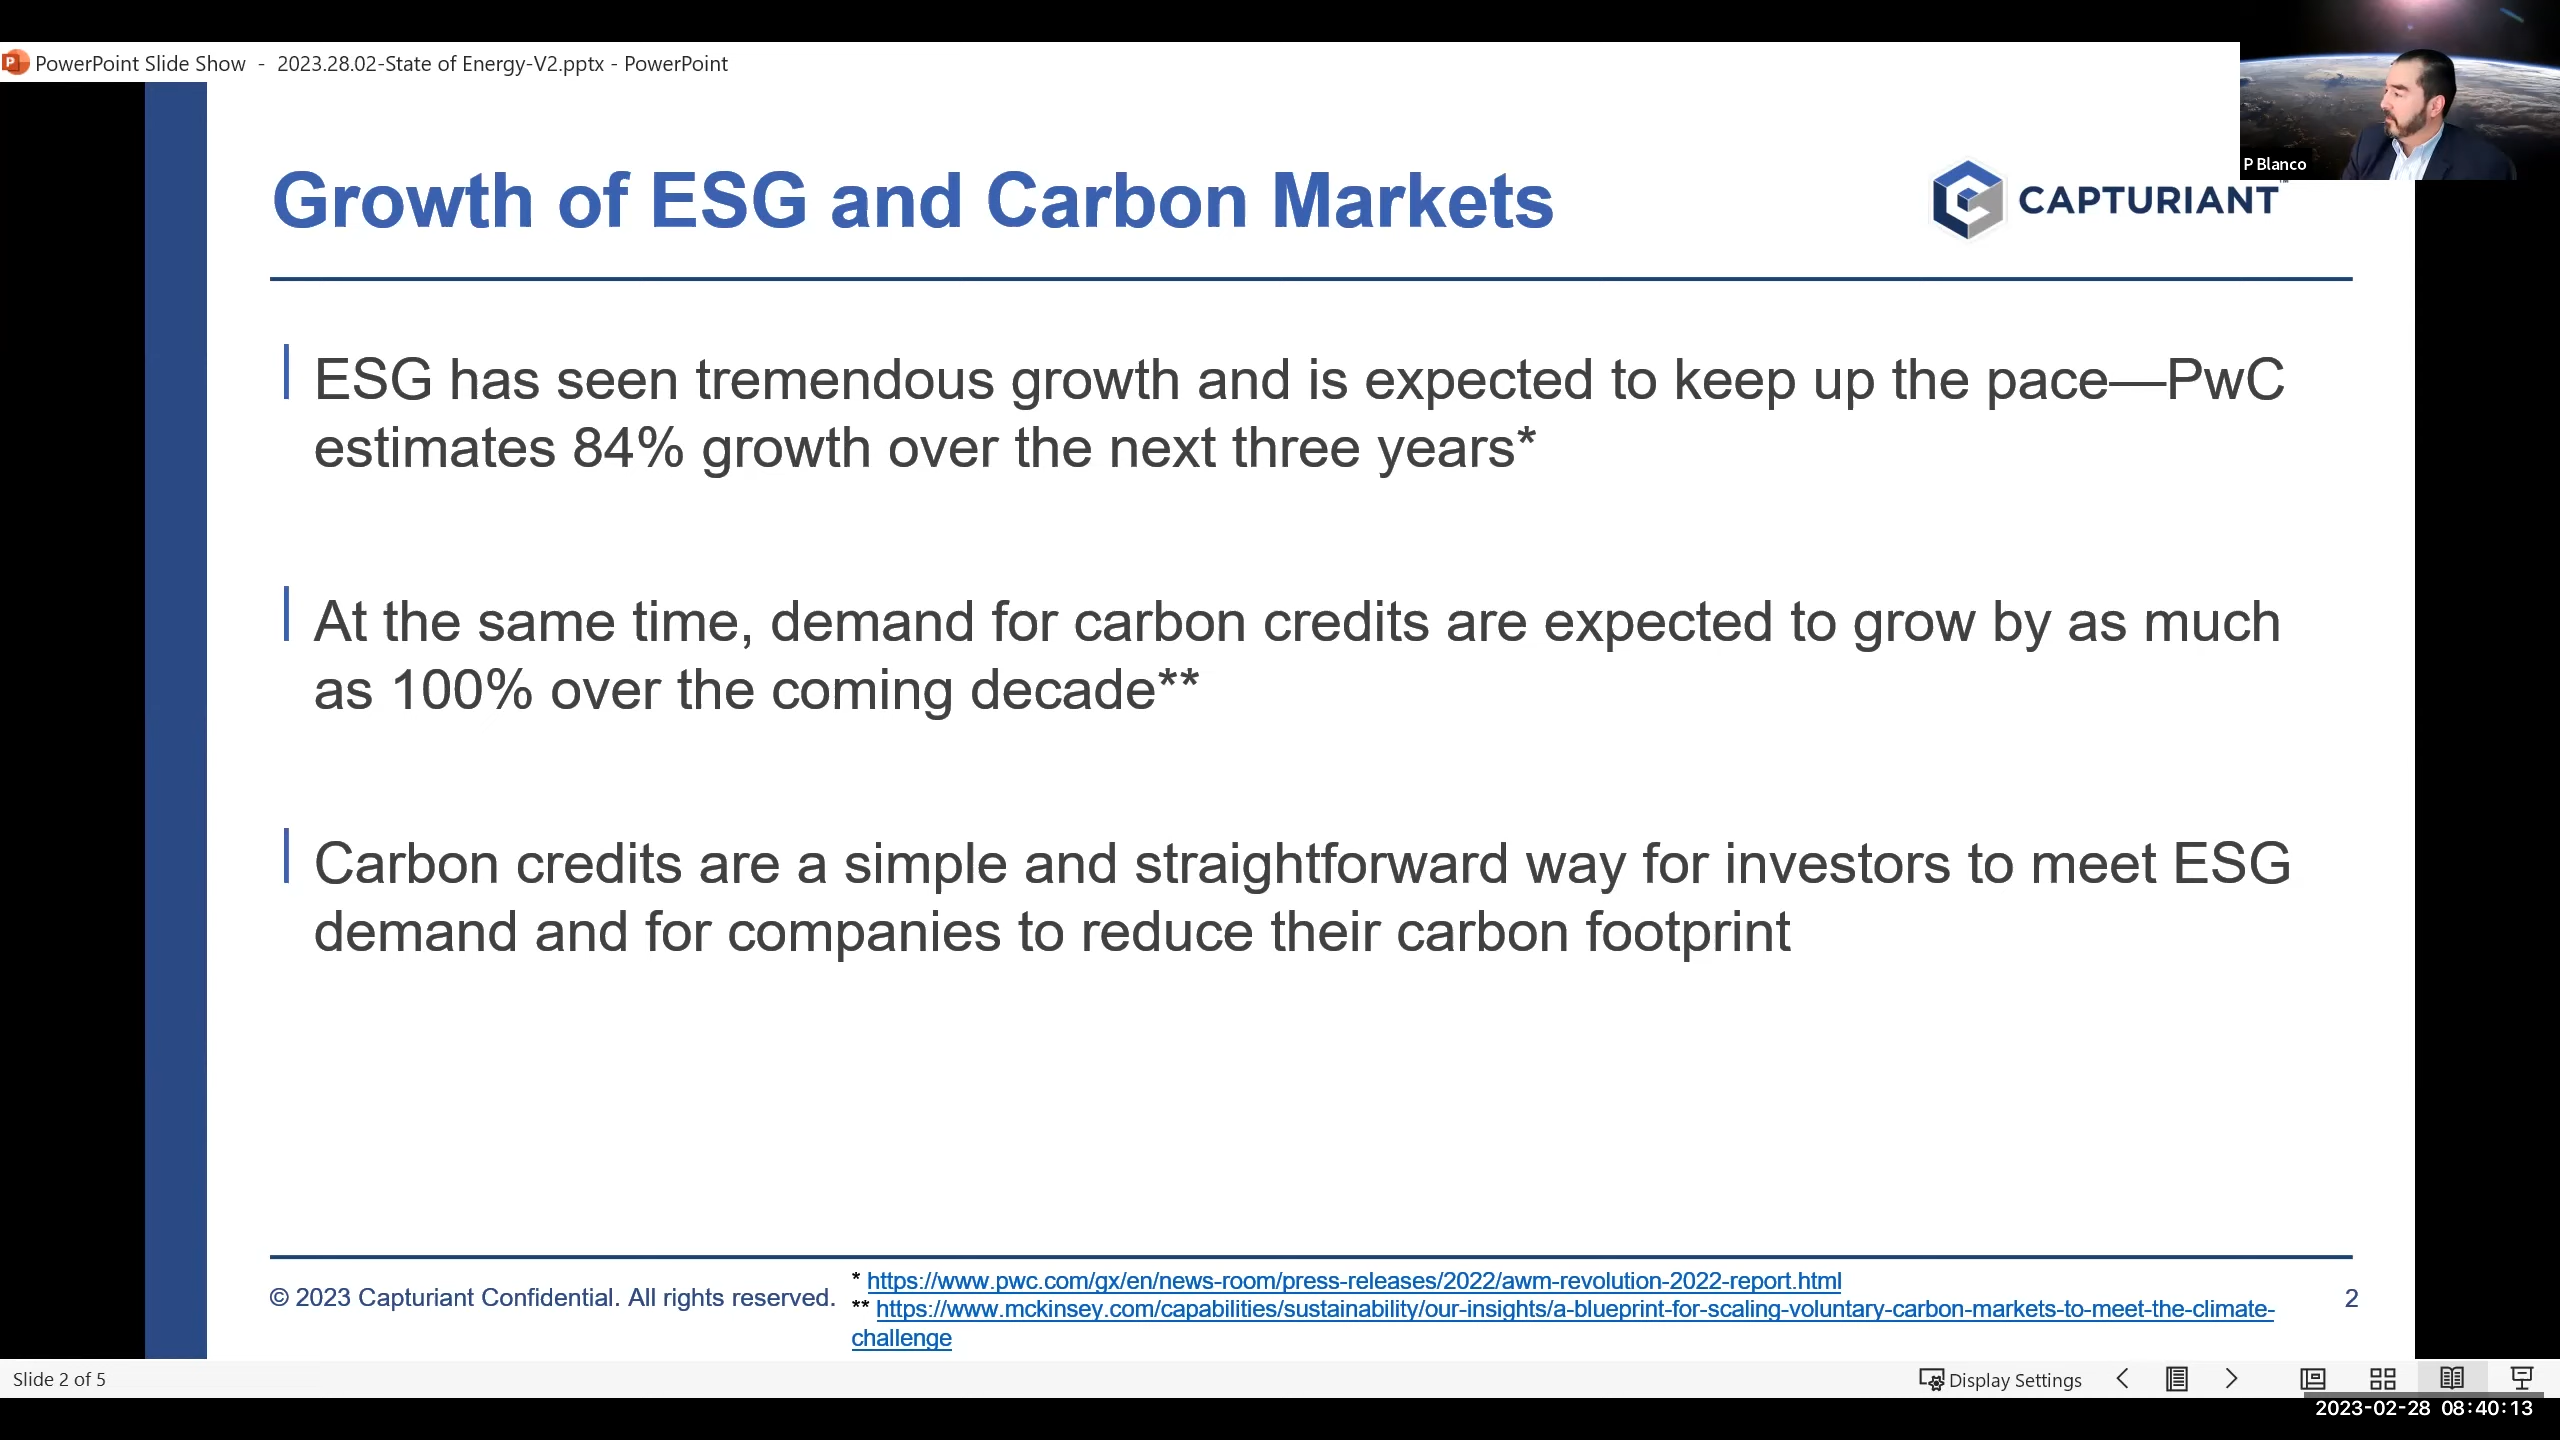 PowerPoint Slide Show - 2023.28.02-State of Energy-V2.pptx - PowerPoint
P Blanco
Growth of ESG and Carbon Markets
CAPTURIANT™
ESG has seen tremendous growth and is expected to keep up the pace—PwC
estimates 84% growth over the next three years*
At the same time, demand for carbon credits are expected to grow by as much
as 100% over the coming decade**
Carbon credits are a simple and straightforward way for investors to meet ESG
demand and for companies to reduce their carbon footprint
© 2023 Capturiant Confidential. All rights reserved.
* https://www.pwc.com/gx/en/news-room/press-releases/2022/awm-revolution-2022-report.html
** https://www.mckinsey.com/capabilities/sustainability/our-insights/a-blueprint-for-scaling-voluntary-carbon-markets-to-meet-the-climate-
challenge
2
Slide 2 of 5
Display Settings
2023-02-28 08:40:13